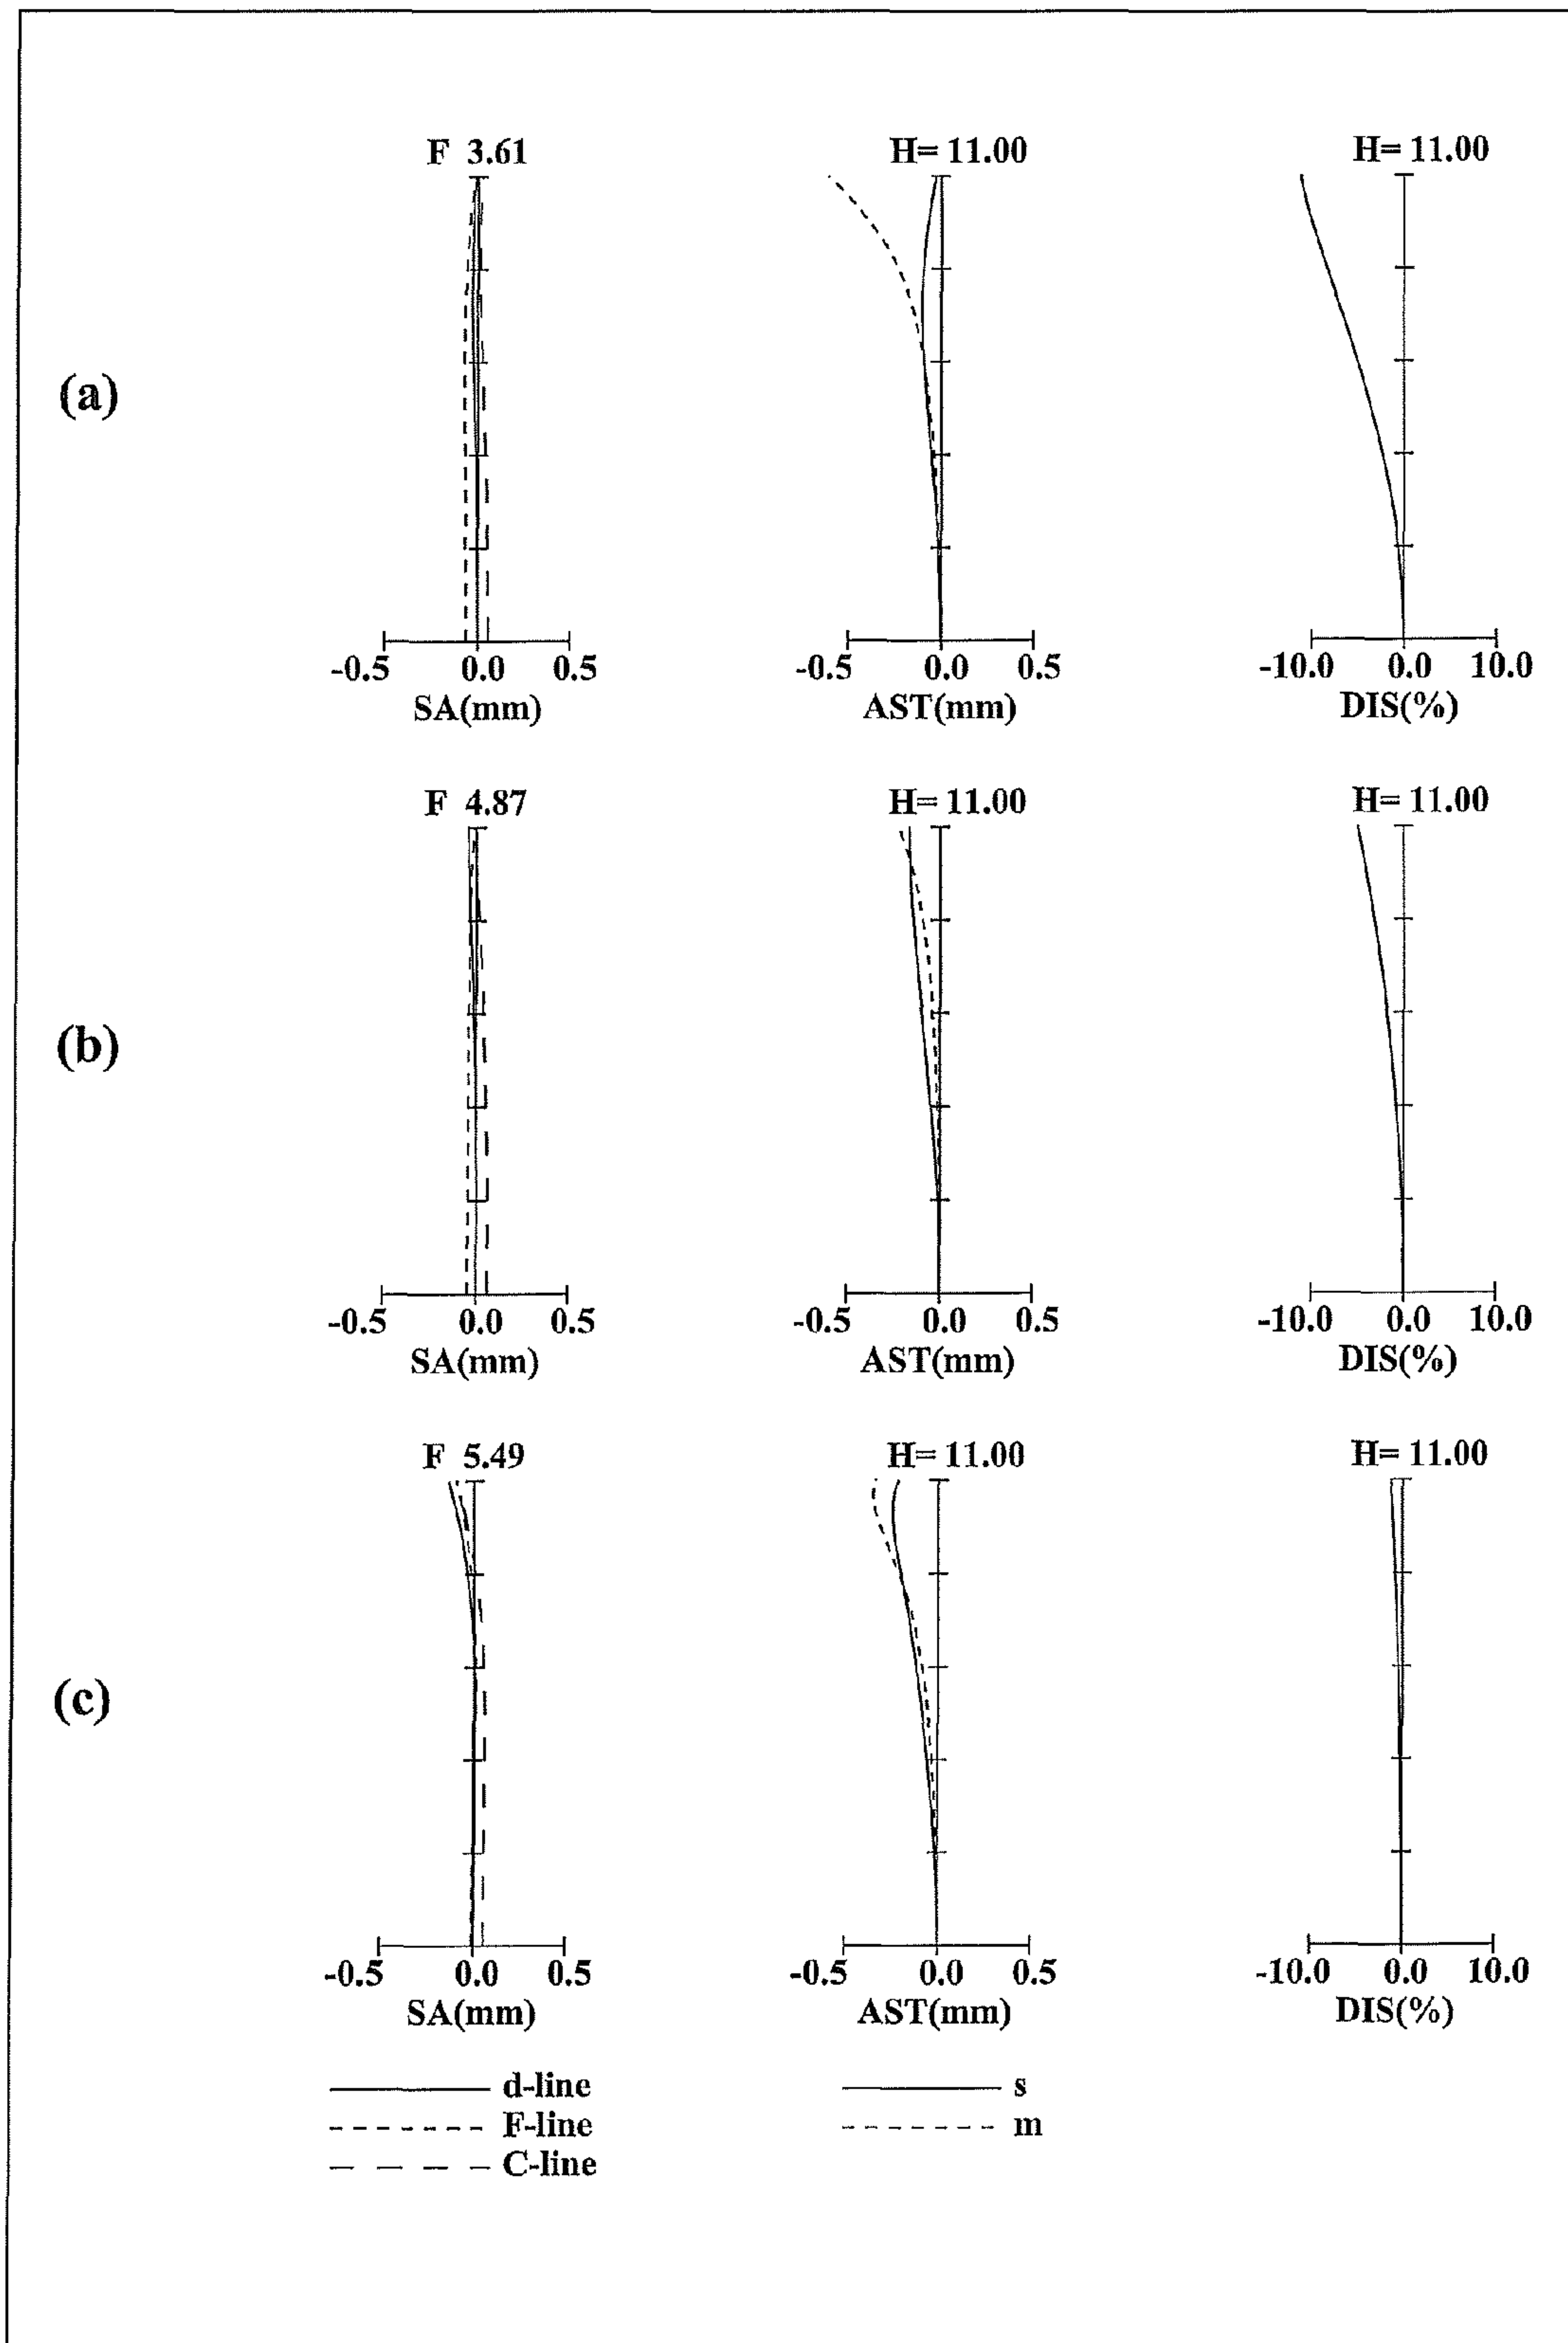 F 3.61 H= 11.00 H= 11.00
(a)
-0.5 0.0 0.5 -0.5 0.0 0.5 -10.0 0.0 10.0
SA(mm) AST(mm) DIS(%)
F 4.87 H= 11.00 H= 11.00
(b)
-0.5 0.0 0.5 -0.5 0.0 0.5 -10.0 0.0 10.0
SA(mm) AST(mm) DIS(%)
F 5.49 H= 11.00 H= 11.00
(c)
-0.5 0.0 0.5 -0.5 0.0 0.5 -10.0 0.0 10.0
SA(mm) AST(mm) DIS(%)
d-line s
F-line m
C-line